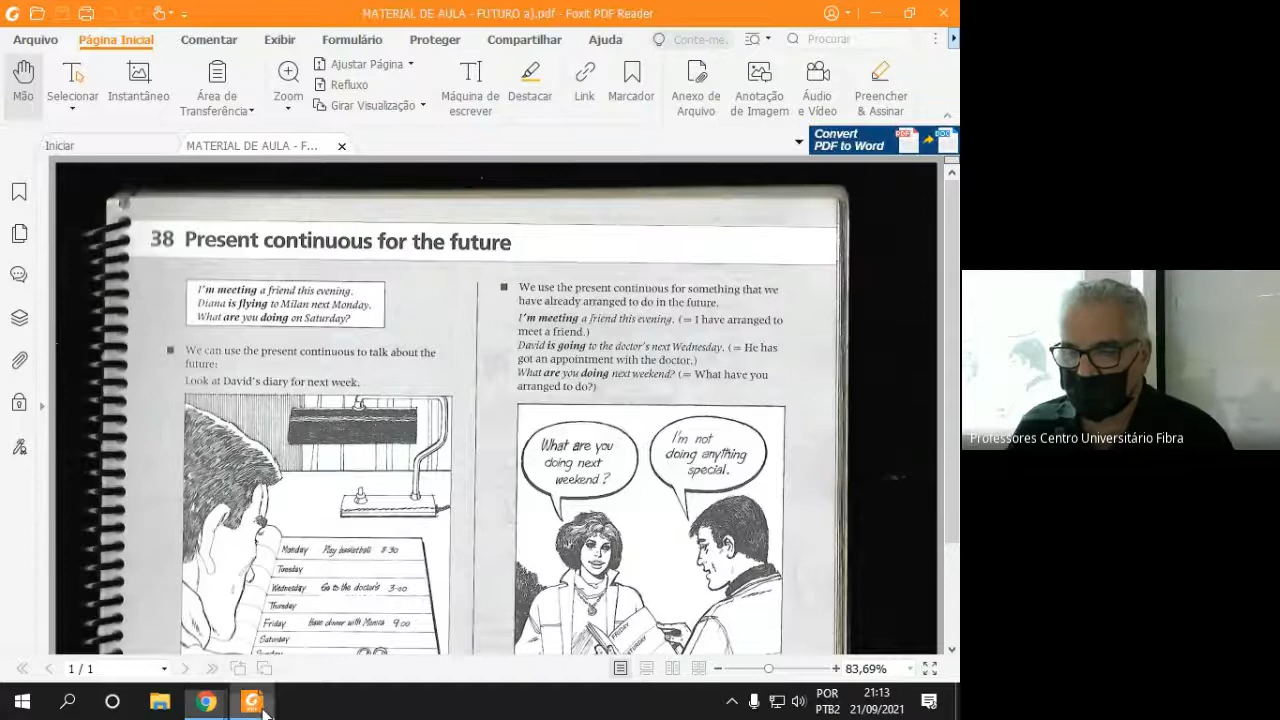 MATERIAL DE AULA - FUTURO a).pdf - Foxit PDF Reader
Arquivo
Página Inicial
Comentar
Exibir
Formulário
Proteger
Compartilhar
Ajuda
Conte-me.
Procurar
Mão
Selecionar
Instantâneo
Área de
Transferência
Zoom
Ajustar Página
Refluxo
Girar Visualização
Máquina de
escrever
Destacar
Link
Marcador
Anexo de
Arquivo
Anotação
de Imagem
Áudio
e Vídeo
Preencher
& Assinar
Iniciar
MATERIAL DE AULA - F...
Convert
PDF to Word
PDF
DOC
38 Present continuous for the future
I'm meeting a friend this evening.
Diana is flying to Milan next Monday.
What are you doing on Saturday?
We can use the present continuous to talk about the
future:
Look at David's diary for next week.
Monday Play basketball 8 30
Tuesday
Wednesday Go to the doctor's 3-00
Thursday
Friday Have dinner with Monica 9 00
Saturday
Sunday
We use the present continuous for something that we
have already arranged to do in the future.
I'm meeting a friend this evening. (= I have arranged to
meet a friend.)
David is going to the doctor's next Wednesday. (= He has
got an appointment with the doctor.)
What are you doing next weekend? (= What have you
arranged to do?)
What are you
doing next
weekend?
I'm not
doing anything
special.
FRIDAY
Professores Centro Universitário Fibra
1 / 1
83,69%
POR
PTB2
21:13
21/09/2021